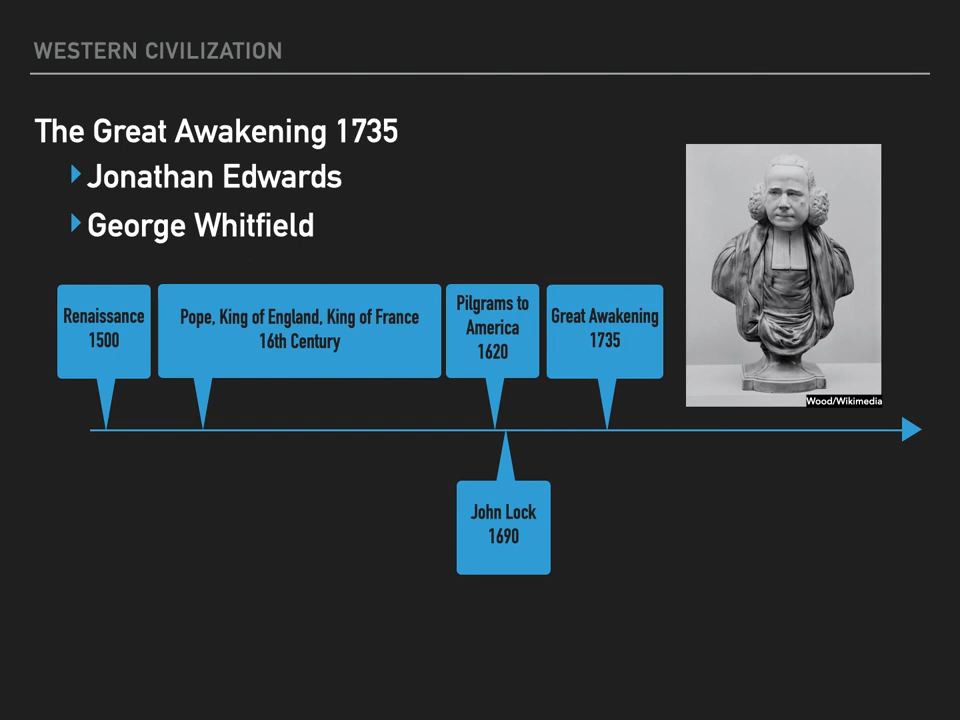 WESTERN CIVILIZATION
The Great Awakening 1735
Jonathan Edwards
George Whitfield
Renaissance
1500
Pope, King of England, King of France
16th Century
Pilgrams to
America
1620
Great Awakening
1735
Wood/Wikimedia
John Lock
1690